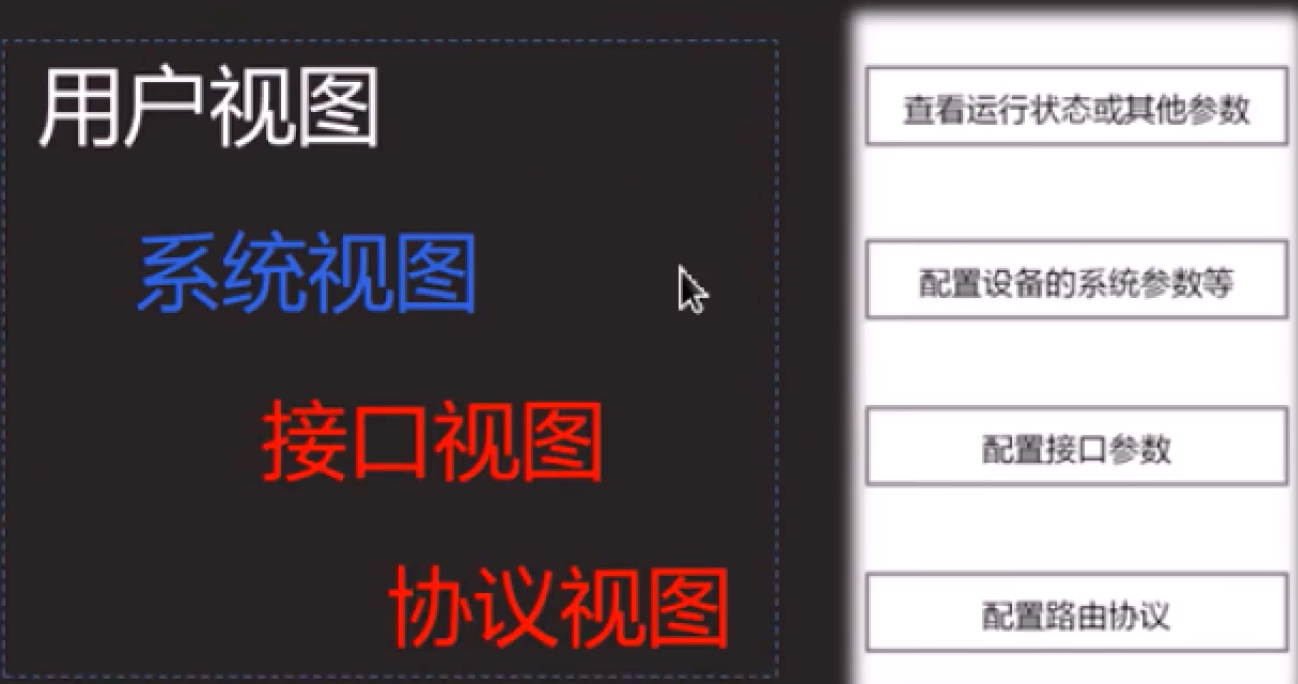 用户视图
查看运行状态或其他参数
系统视图
配置设备的系统参数等
接口视图
配置接口参数
协议视图
配置路由协议